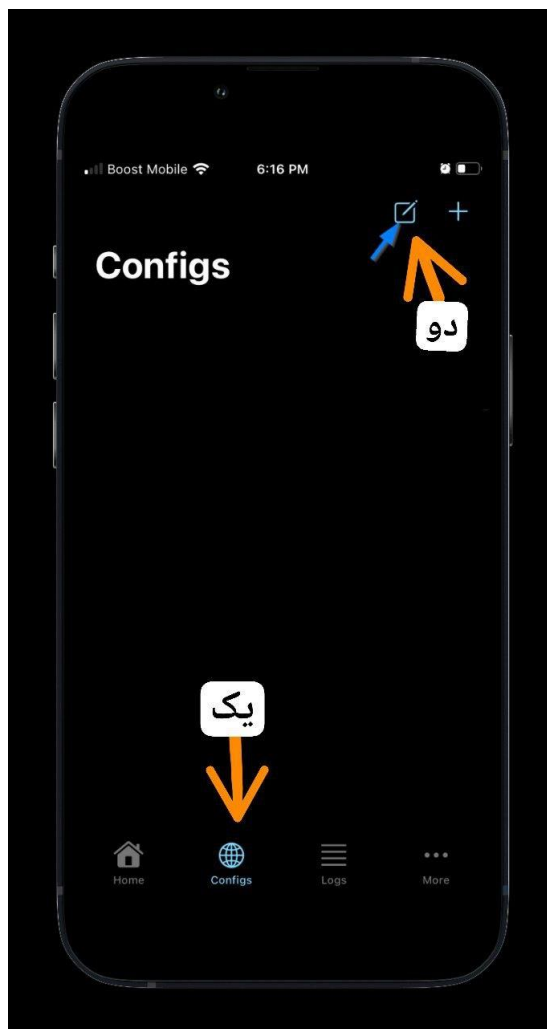 Boost Mobile 6:16 PM
Configs
دو
یک
Home Configs Logs More